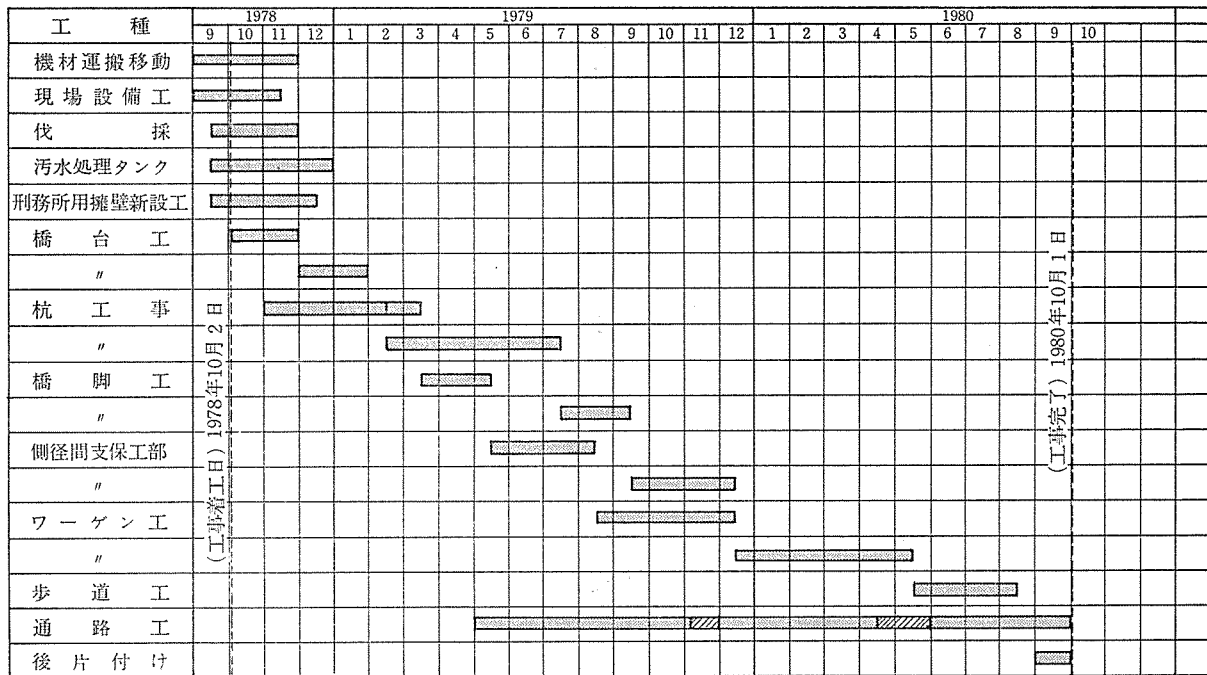 工種
1978
1979
1980
9 10 11 12 1 2 3 4 5 6 7 8 9 10 11 12 1 2 3 4 5 6 7 8 9 10
機材運搬移動
現場設備工
伐採
汚水処理タンク
刑務所用擁壁新設工
橋台工
〃
杭工事
〃
橋脚工
〃
側径間支保工部
〃
ワーゲン工
〃
歩道工
通路工
後片付け
(工事着工日) 1978年10月2日
(工事完了) 1980年10月1日